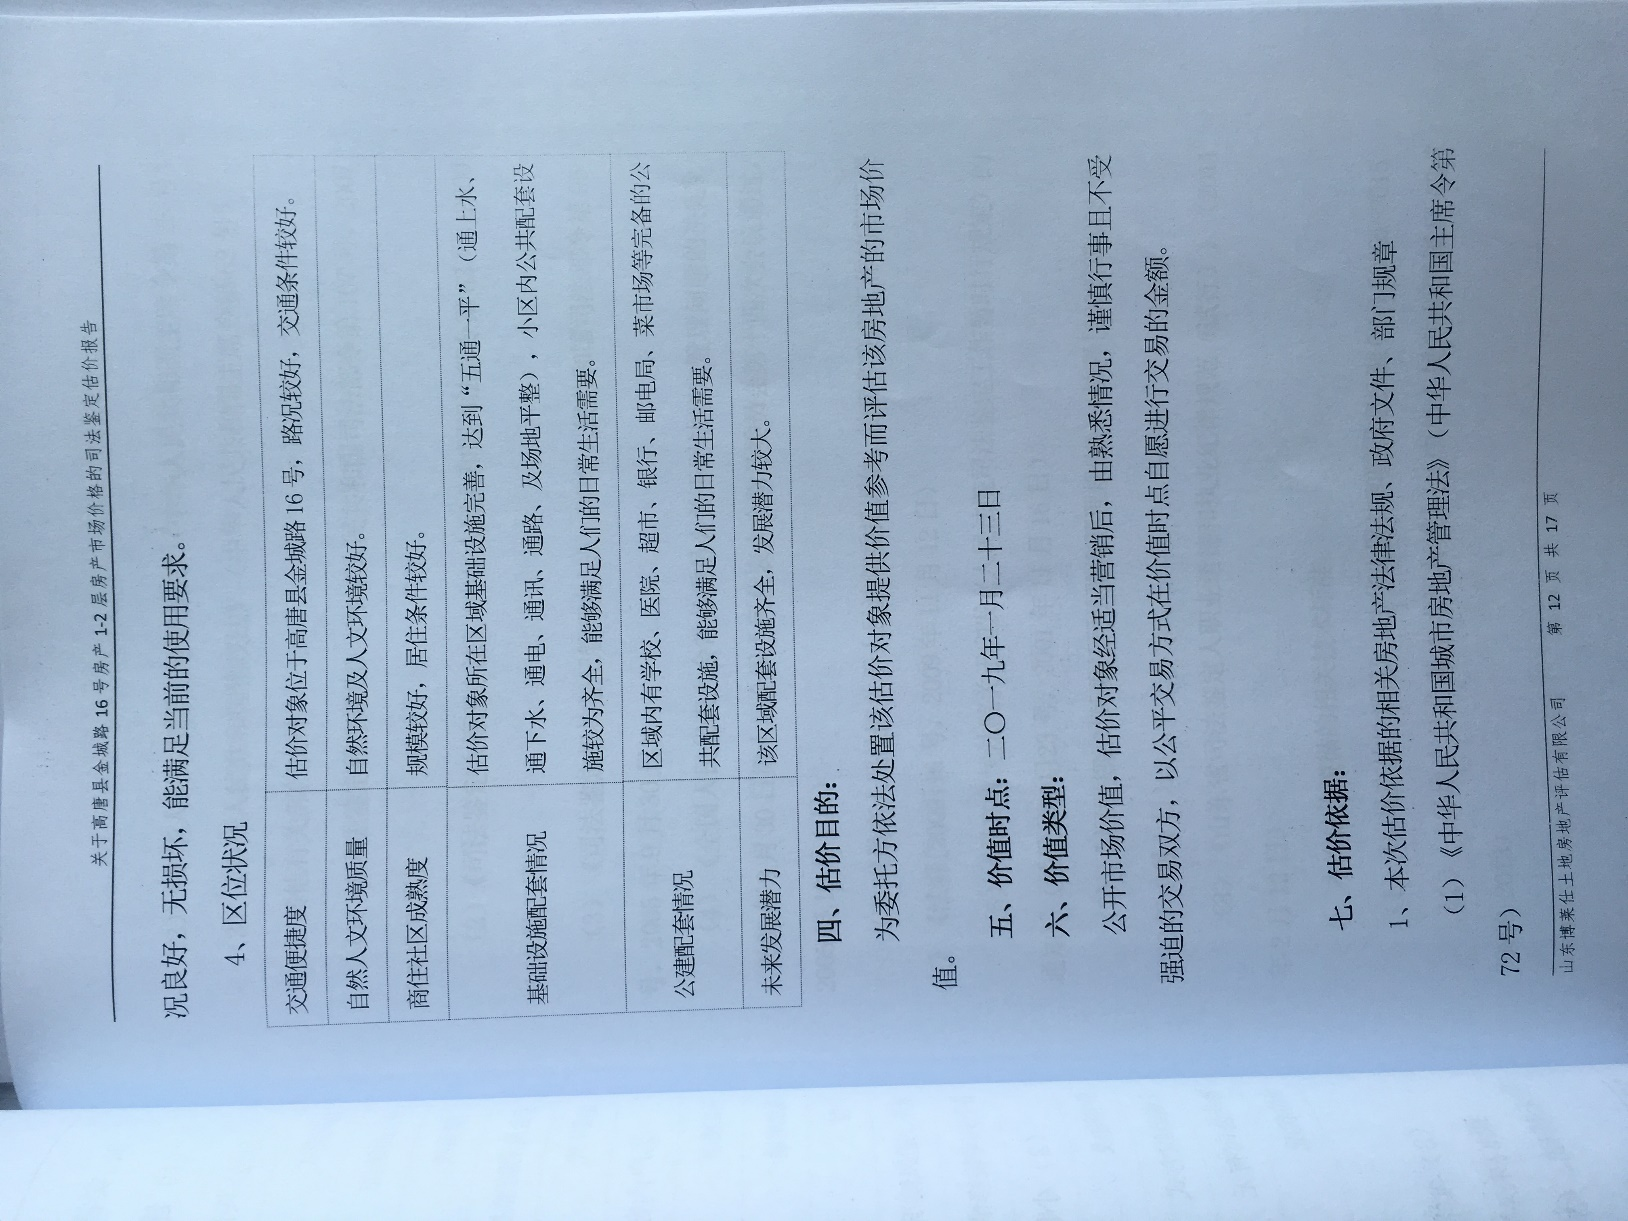 关于高唐县金城路 16 号房产 1-2 层房产市场价格的司法鉴定估价报告
况良好，无损坏，能满足当前的使用要求。
4、区位状况
交通便捷度 估价对象位于高唐县金城路 16 号，路况较好，交通条件较好。
自然人文环境质量 自然环境及人文环境较好。
商住社区成熟度 规模较好，居住条件较好。
基础设施配套情况 估价对象所在区域基础设施完善，达到“五通一平”（通上水、
通下水、通电、通讯、通路、及场地平整），小区内公共配套设
施较为齐全，能够满足人们的日常生活需要。
公建配套情况 区域内有学校、医院、超市、银行、邮电局、菜市场等完备的公
共配套设施，能够满足人们的日常生活需要。
未来发展潜力 该区域配套设施齐全，发展潜力较大。
四、估价目的：
为委托方依法处置该估价对象提供价值参考而评估该房地产的市场价
值。
五、价值时点：二〇一九年一月二十三日
六、价值类型：
公开市场价值，估价对象经适当营销后，由熟悉情况，谨慎行事且不受
强迫的交易双方，以公平交易方式在价值时点自愿进行交易的金额。
七、估价依据：
1、本次估价依据的相关房地产法律法规、政府文件、部门规章
（1）《中华人民共和国城市房地产管理法》（中华人民共和国主席令第
72 号）
山东博莱仕土地房地产评估有限公司 第 12 页 共 17 页